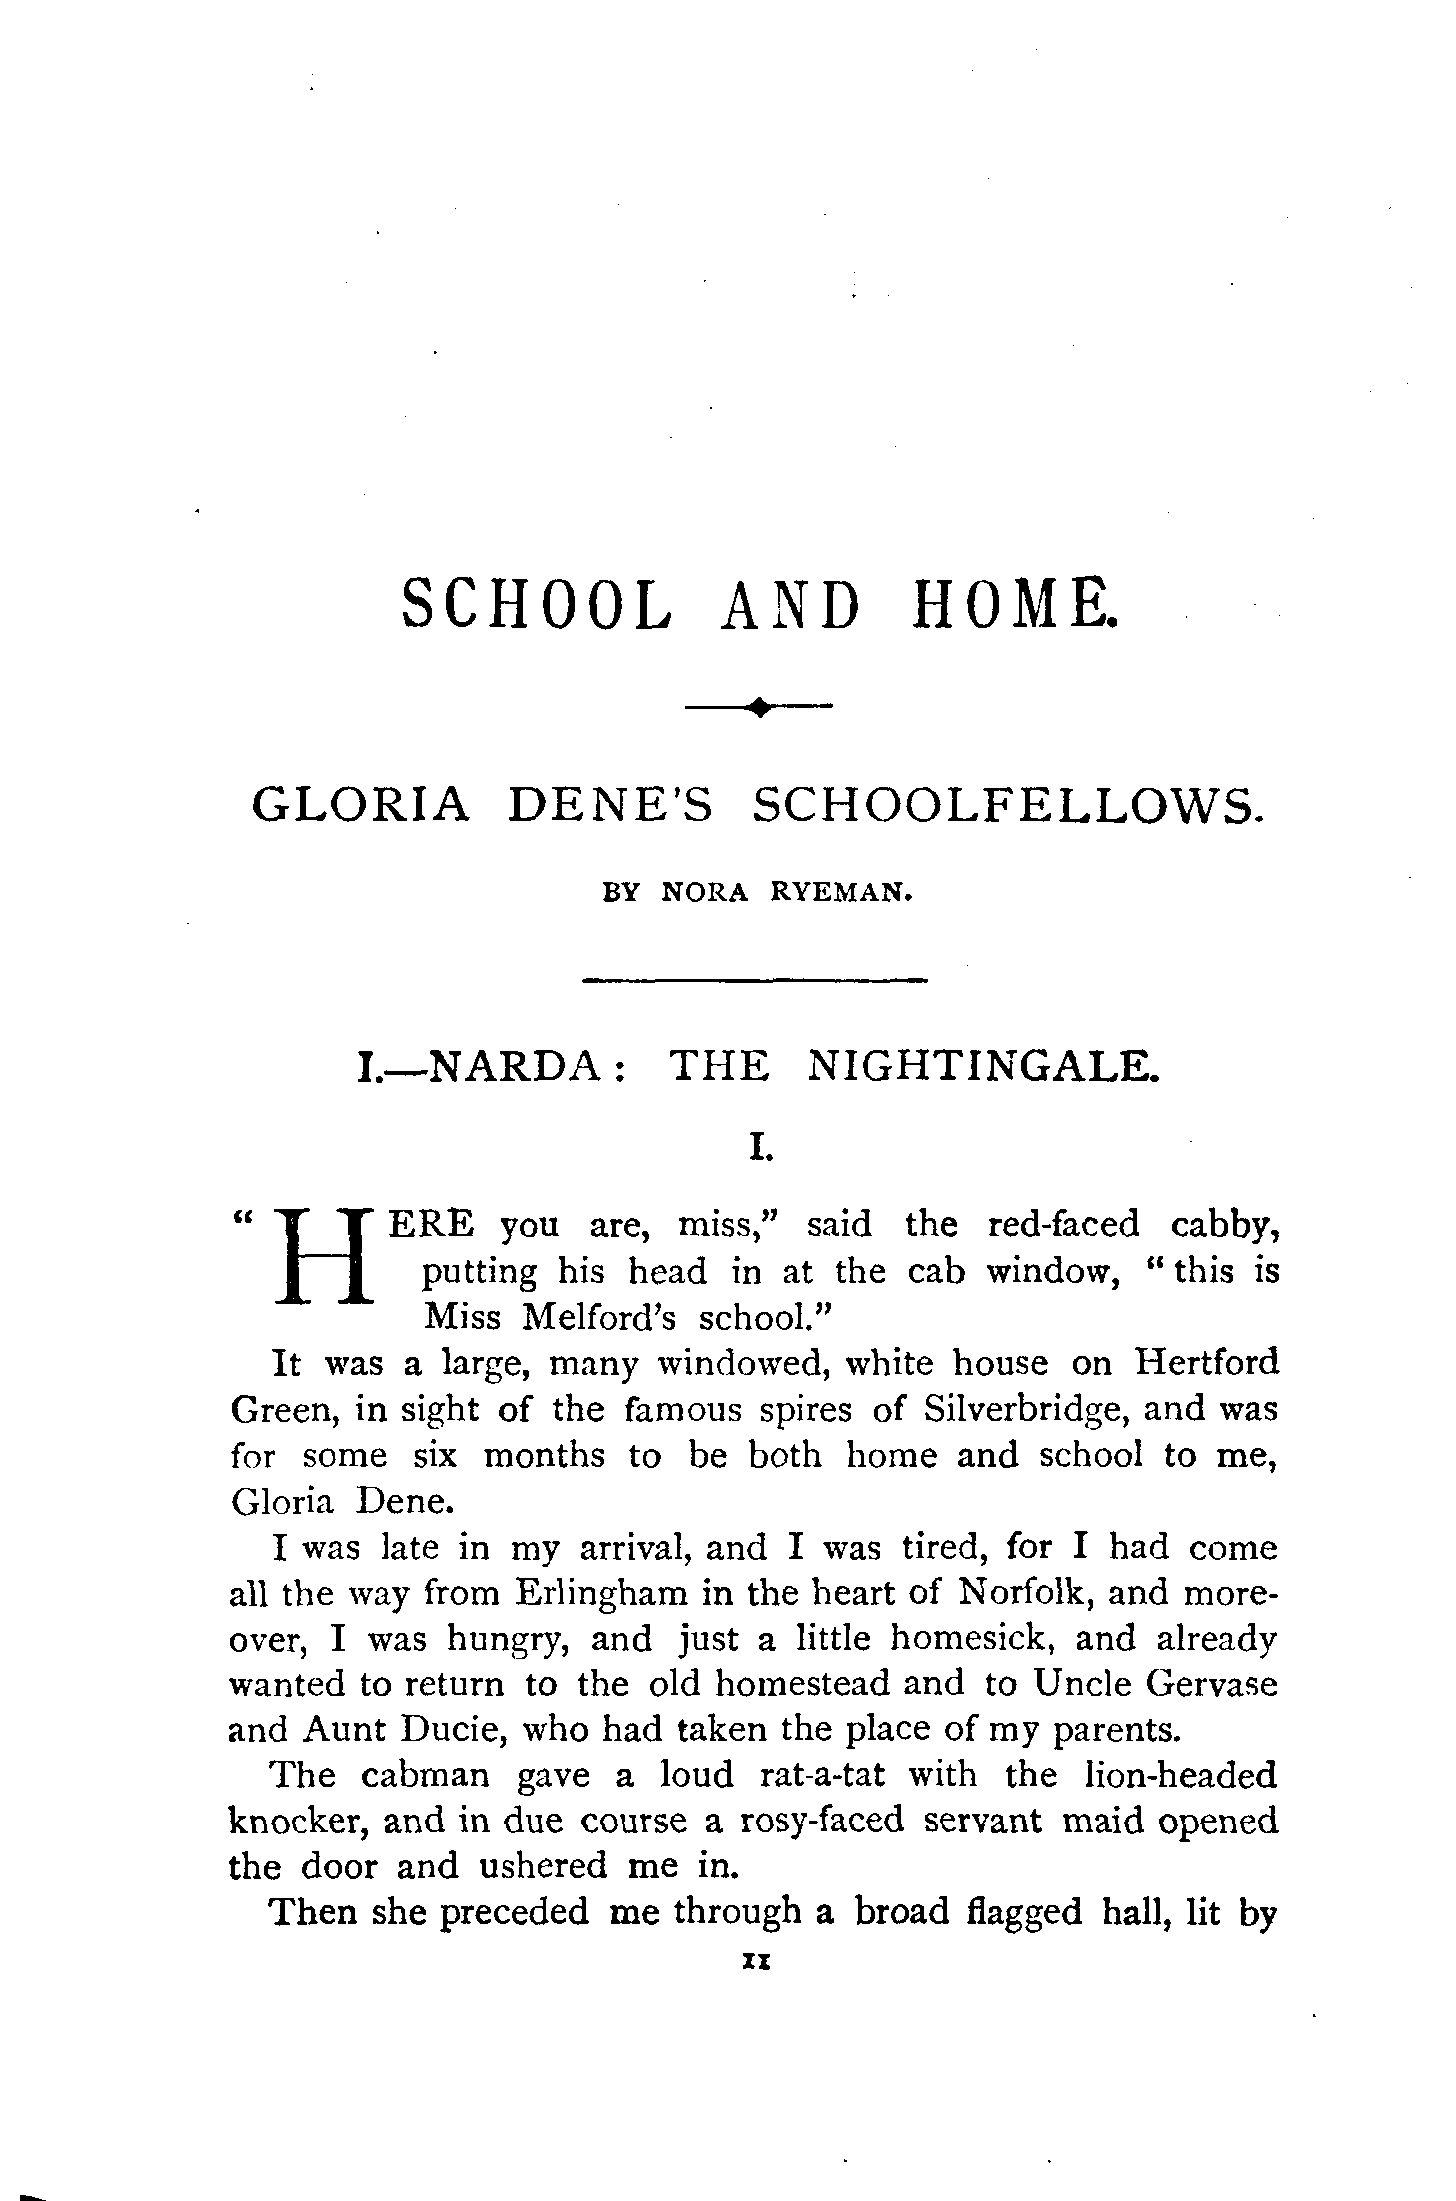 SCHOOL AND HOME.
GLORIA DENE'S SCHOOLFELLOWS.
BY NORA RYEMAN.
I.—NARDA: THE NIGHTINGALE.
I.
"HERE you are, miss," said the red-faced cabby,
putting his head in at the cab window, "this is
Miss Melford's school."
It was a large, many windowed, white house on Hertford
Green, in sight of the famous spires of Silverbridge, and was
for some six months to be both home and school to me,
Gloria Dene.
I was late in my arrival, and I was tired, for I had come
all the way from Erlingham in the heart of Norfolk, and more-
over, I was hungry, and just a little homesick, and already
wanted to return to the old homestead and to Uncle Gervase
and Aunt Ducie, who had taken the place of my parents.
The cabman gave a loud rat-a-tat with the lion-headed
knocker, and in due course a rosy-faced servant maid opened
the door and ushered me in.
Then she preceded me through a broad flagged hall, lit by
11